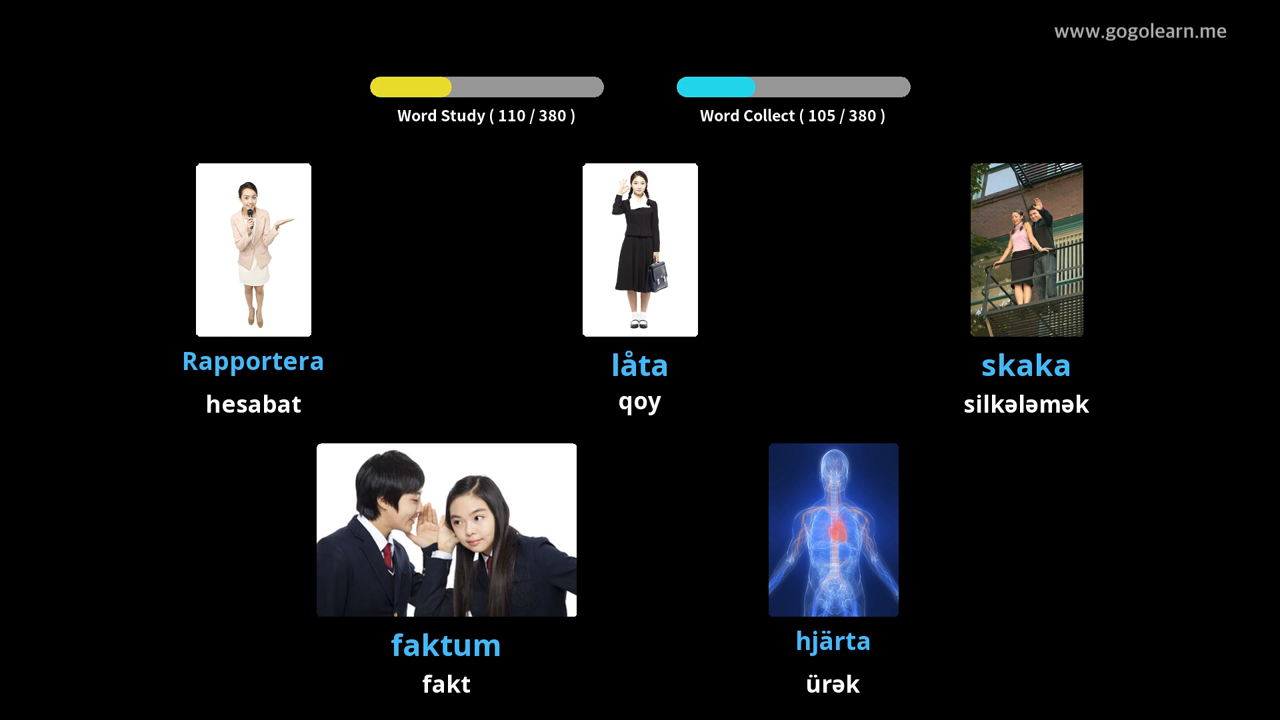 www.gogolearn.me
Word Study ( 110 / 380 )
Word Collect ( 105 / 380 )
Rapportera
låta
skaka
hesabat
qoy
silkələmək
faktum
hjärta
fakt
ürək